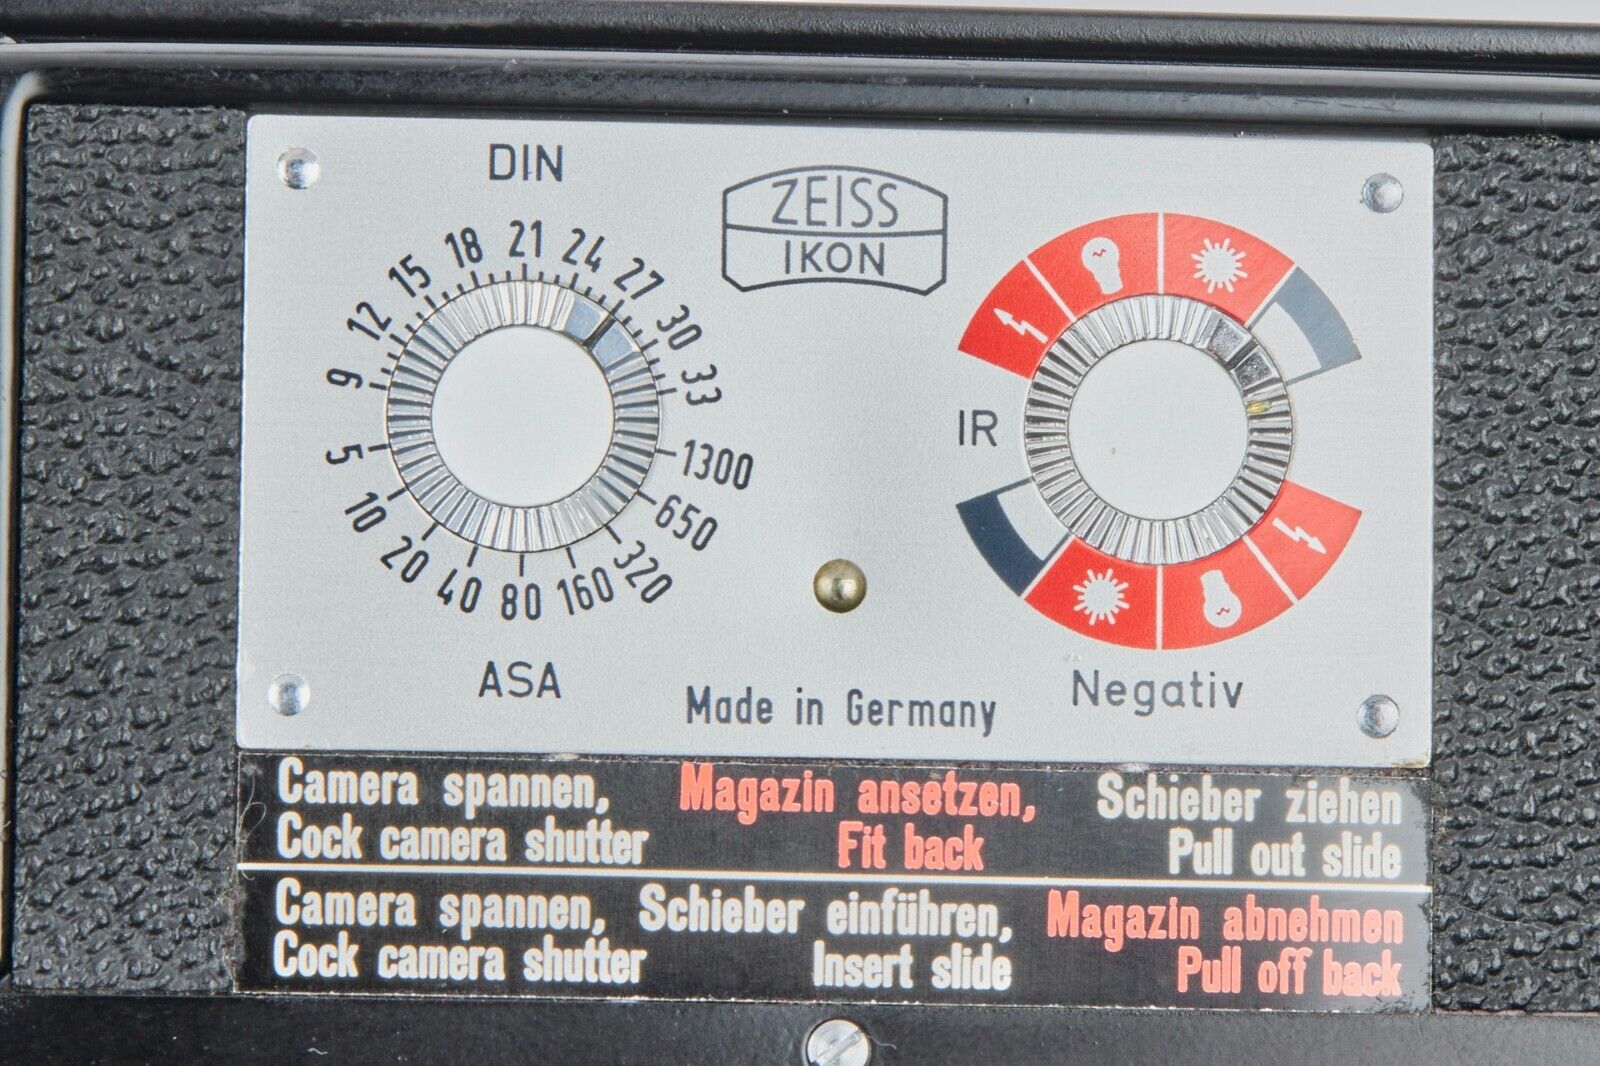 DIN
ZEISS
IKON
9 12 15 18 21 24 27 30 33
5 10 20 40 80 160 320 650 1300
ASA
IR
Negativ
Made in Germany
Camera spannen, Magazin ansetzen, Schieber ziehen
Cock camera shutter Fit back Pull out slide
Camera spannen, Schieber einführen, Magazin abnehmen
Cock camera shutter Insert slide Pull off back